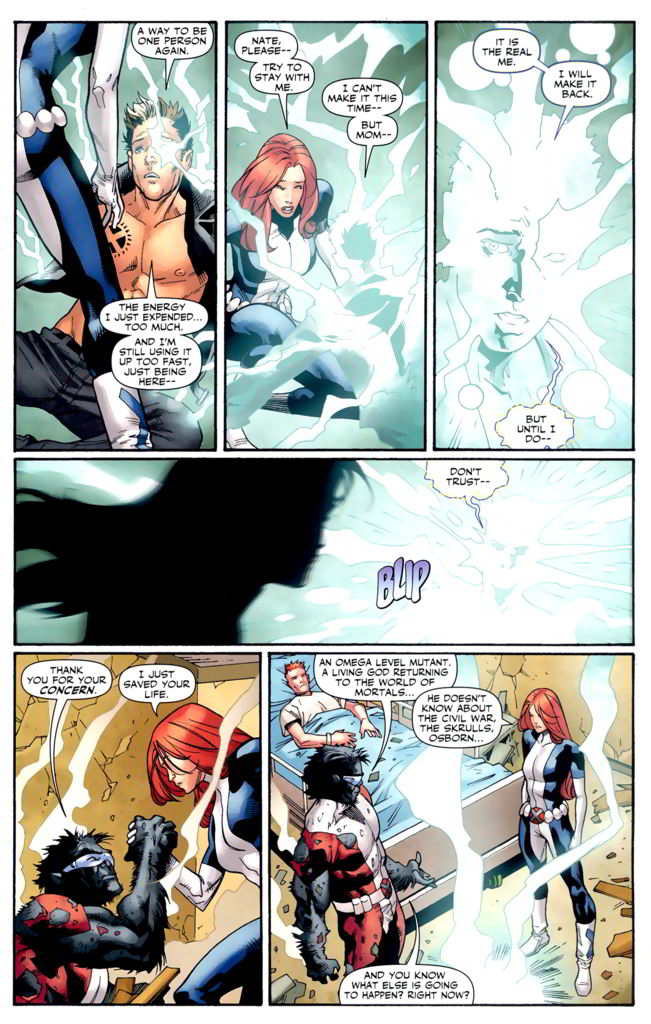 A WAY TO BE
ONE PERSON
AGAIN.
THE ENERGY
I JUST EXPENDED...
TOO MUCH.
AND I'M
STILL USING IT
UP TOO FAST,
JUST BEING
HERE--
NATE,
PLEASE--
TRY TO
STAY WITH
ME.
I CAN'T
MAKE IT THIS
TIME--
BUT
MOM--
IT IS
THE REAL
ME.
I WILL
MAKE IT
BACK.
BUT
UNTIL I
DO--
DON'T
TRUST--
BLIP
THANK
YOU FOR YOUR
CONCERN.
I JUST
SAVED YOUR
LIFE.
AN OMEGA LEVEL MUTANT.
A LIVING GOD RETURNING
TO THE WORLD OF
MORTALS...
HE DOESN'T
KNOW ABOUT
THE CIVIL WAR,
THE SKRULLS,
OSBORN...
AND YOU KNOW
WHAT ELSE IS GOING
TO HAPPEN? RIGHT NOW?